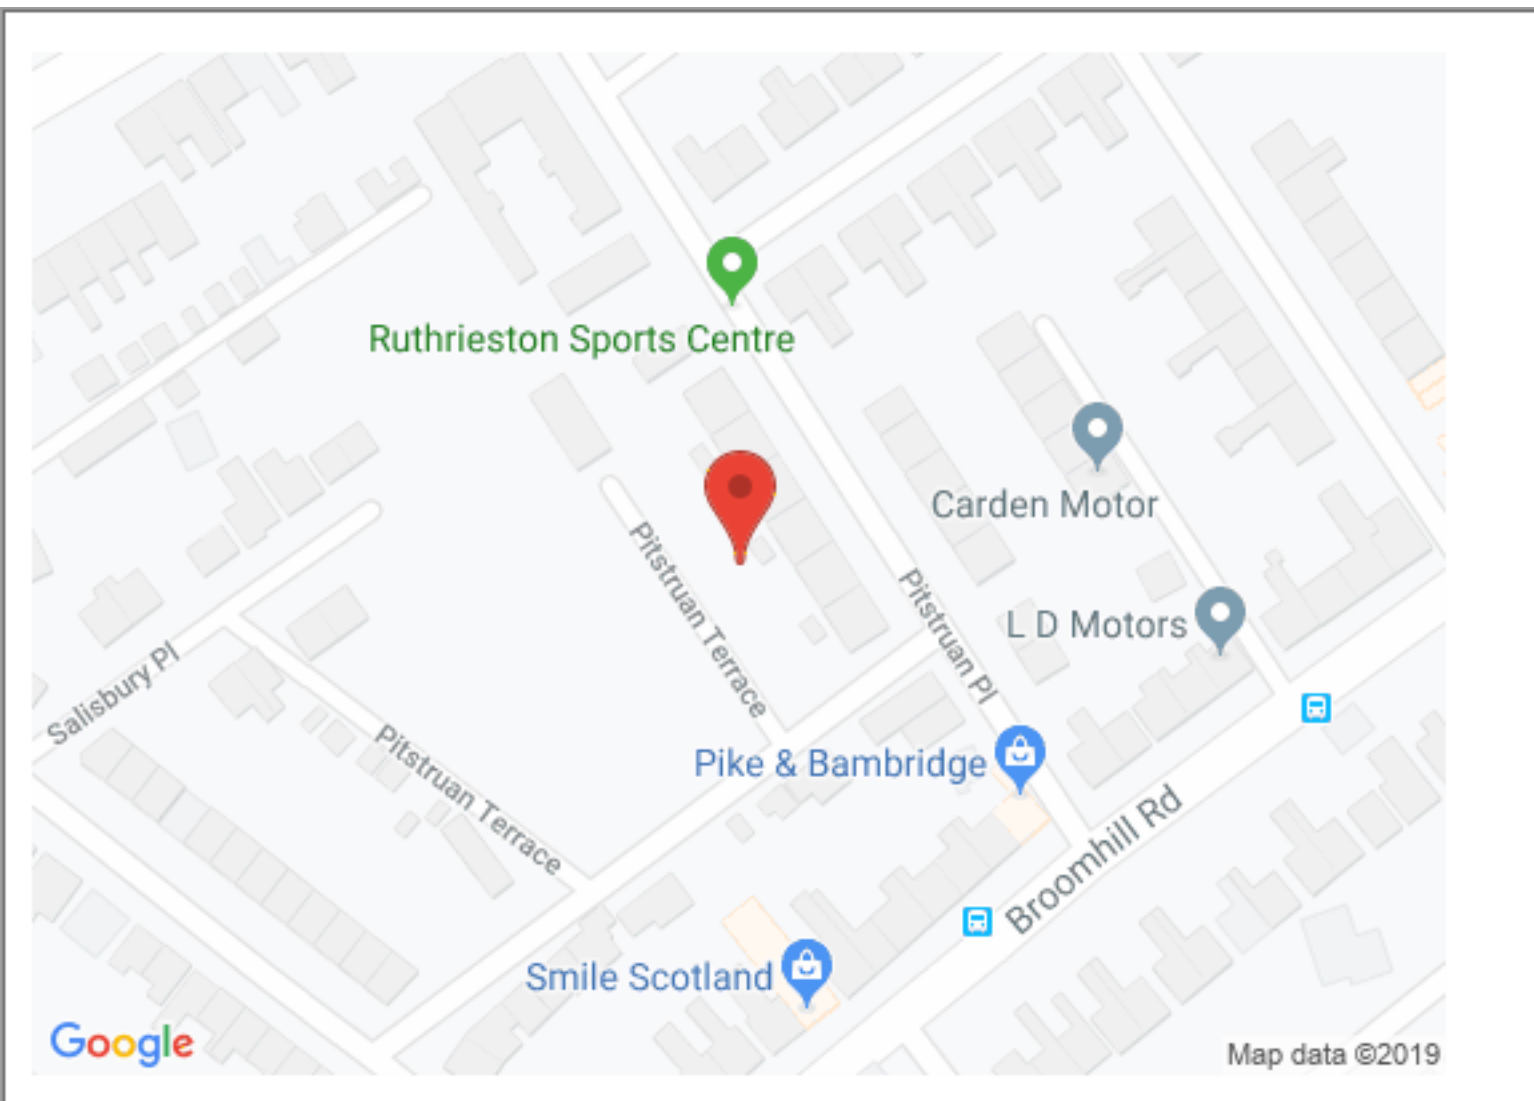 Ruthrieston Sports Centre
Carden Motor
Pitstruan Terrace
Pitstruan Pl
L D Motors
Salisbury Pl
Pitstruan Terrace
Pike & Bambridge
Broomhill Rd
Smile Scotland
Google
Map data ©2019